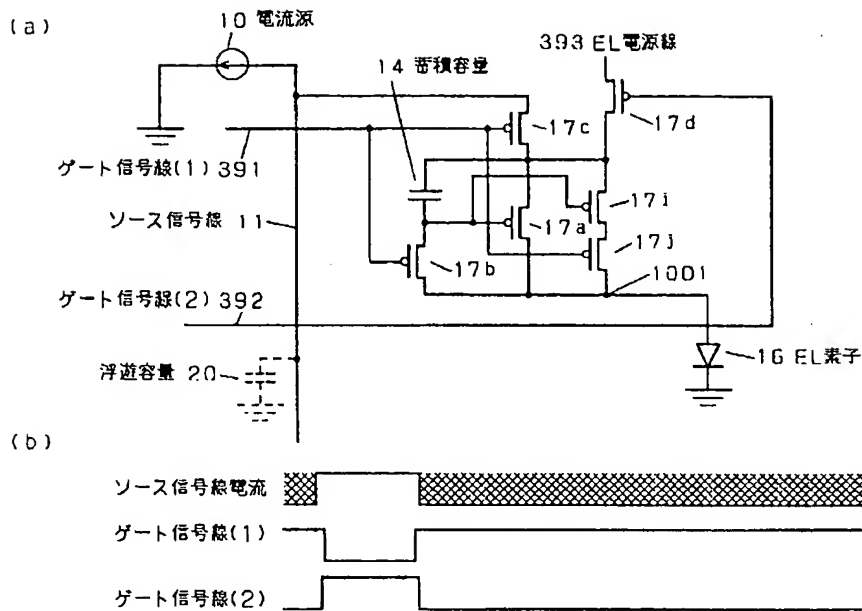 (a)
10 電流源
393 EL電源線
14 蓄積容量
17c
17d
ゲート信号線(1) 391
17i
ソース信号線 11
17a
17j
17b
1001
ゲート信号線(2) 392
16 EL素子
浮遊容量 20
(b)
ソース信号線電流
ゲート信号線(1)
ゲート信号線(2)